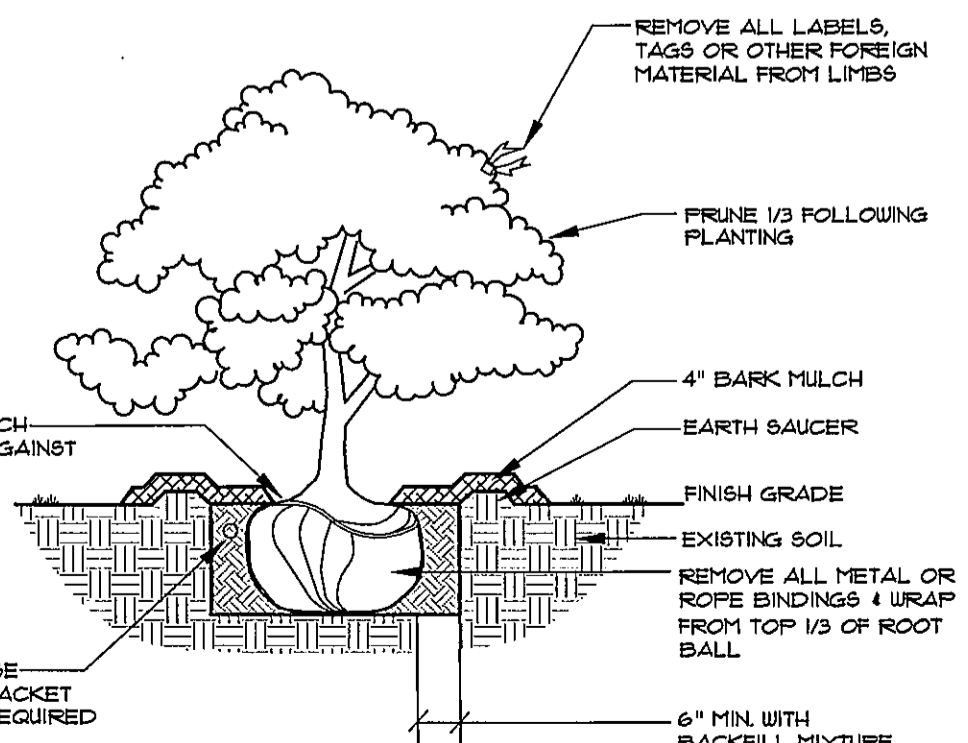 REMOVE ALL LABELS,
TAGS OR OTHER FOREIGN
MATERIAL FROM LIMBS
PRUNE 1/3 FOLLOWING
PLANTING
4" BARK MULCH
EARTH SAUCER
FINISH GRADE
EXISTING SOIL
REMOVE ALL METAL OR
ROPE BINDINGS & WRAP
FROM TOP 1/3 OF ROOT
BALL
6" MIN. WITH
BACKFILL MIXTURE